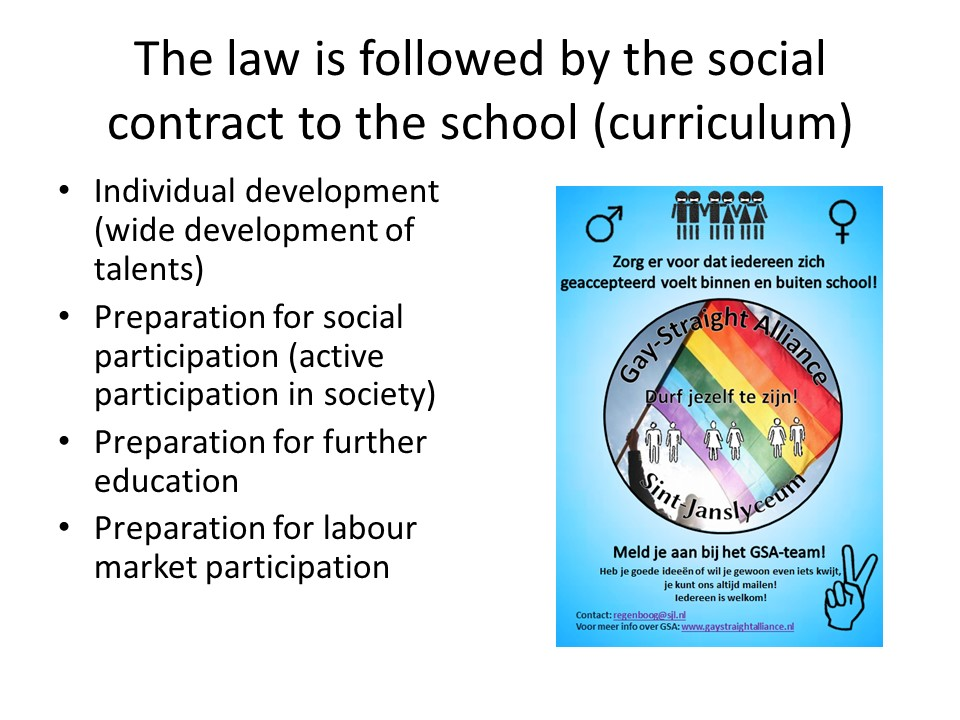 The law is followed by the social
contract to the school (curriculum)
• Individual development
(wide development of
talents)
• Preparation for social
participation (active
participation in society)
• Preparation for further
education
• Preparation for labour
market participation
Zorg er voor dat iedereen zich
geaccepteerd voelt binnen en buiten school!
Gay-Straight Alliance
Durf jezelf te zijn!
Sint-Janslyceum
Meld je aan bij het GSA-team!
Heb je goede ideeën of wil je gewoon even iets kwijt,
je kunt ons altijd mailen!
Iedereen is welkom!
Contact: regenboog@sjl.nl
Voor meer info over GSA: www.gaystraightalliance.nl